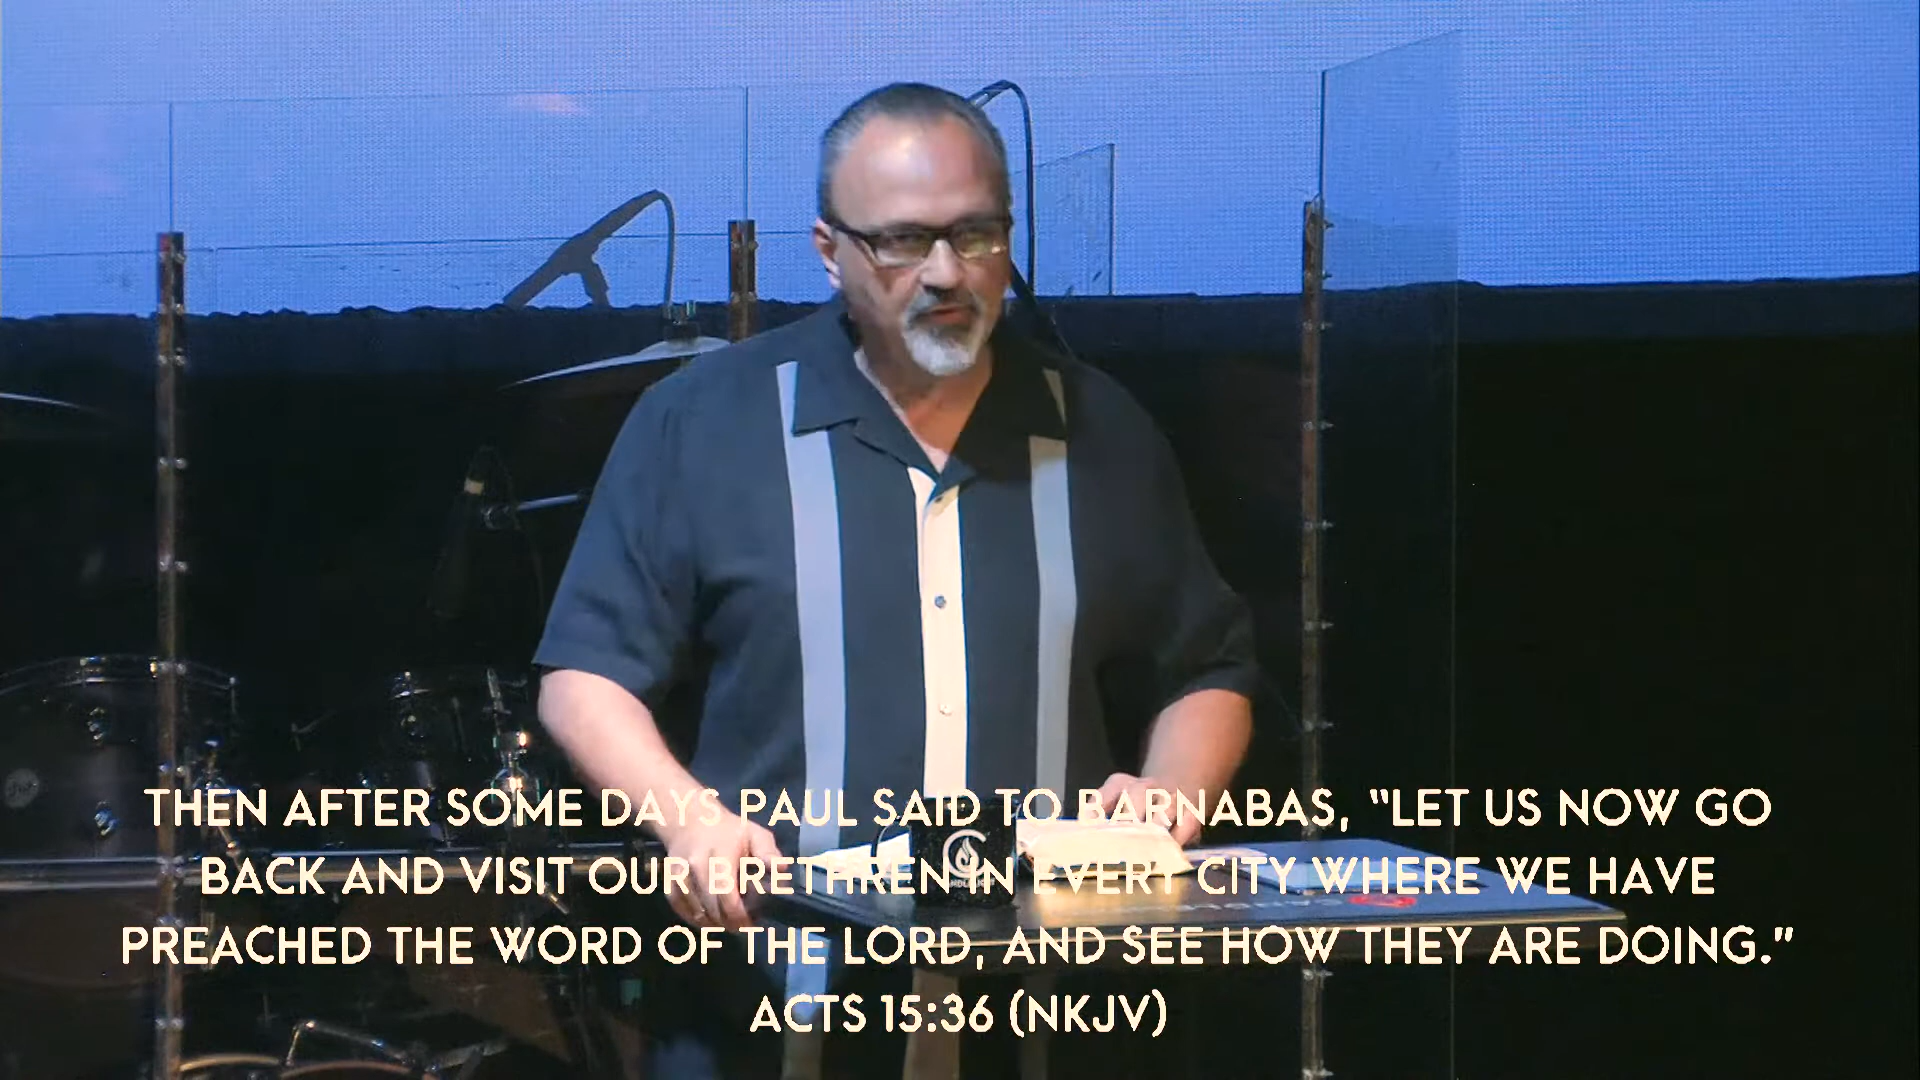 THEN AFTER SOME DAYS PAUL SAID TO BARNABAS, "LET US NOW GO
BACK AND VISIT OUR BRETHREN IN EVERY CITY WHERE WE HAVE
PREACHED THE WORD OF THE LORD, AND SEE HOW THEY ARE DOING."
ACTS 15:36 (NKJV)